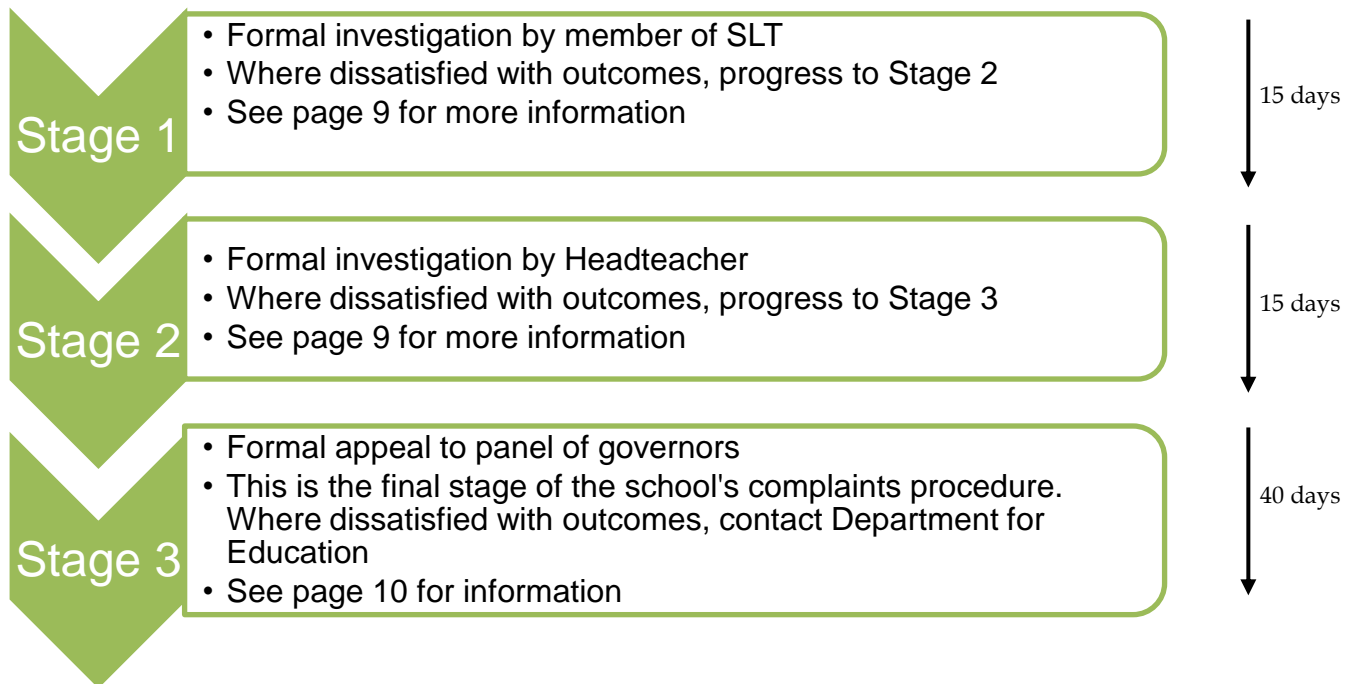 Stage 1
• Formal investigation by member of SLT
• Where dissatisfied with outcomes, progress to Stage 2
• See page 9 for more information
15 days
Stage 2
• Formal investigation by Headteacher
• Where dissatisfied with outcomes, progress to Stage 3
• See page 9 for more information
15 days
Stage 3
• Formal appeal to panel of governors
• This is the final stage of the school's complaints procedure.
Where dissatisfied with outcomes, contact Department for
Education
• See page 10 for information
40 days